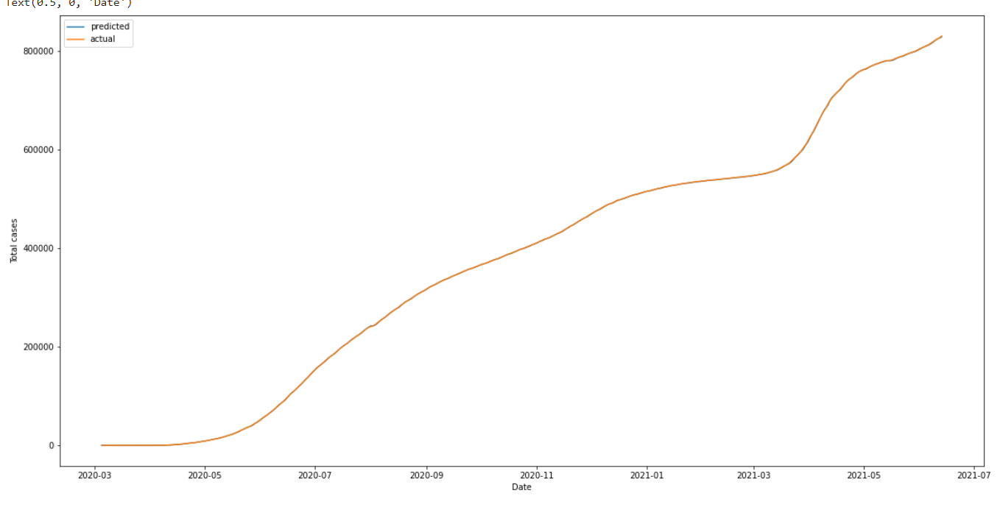 Text(0.5, 0, 'Date')
predicted
actual
800000
600000
400000
200000
0
Total cases
2020-03 2020-05 2020-07 2020-09 2020-11 2021-01 2021-03 2021-05 2021-07
Date